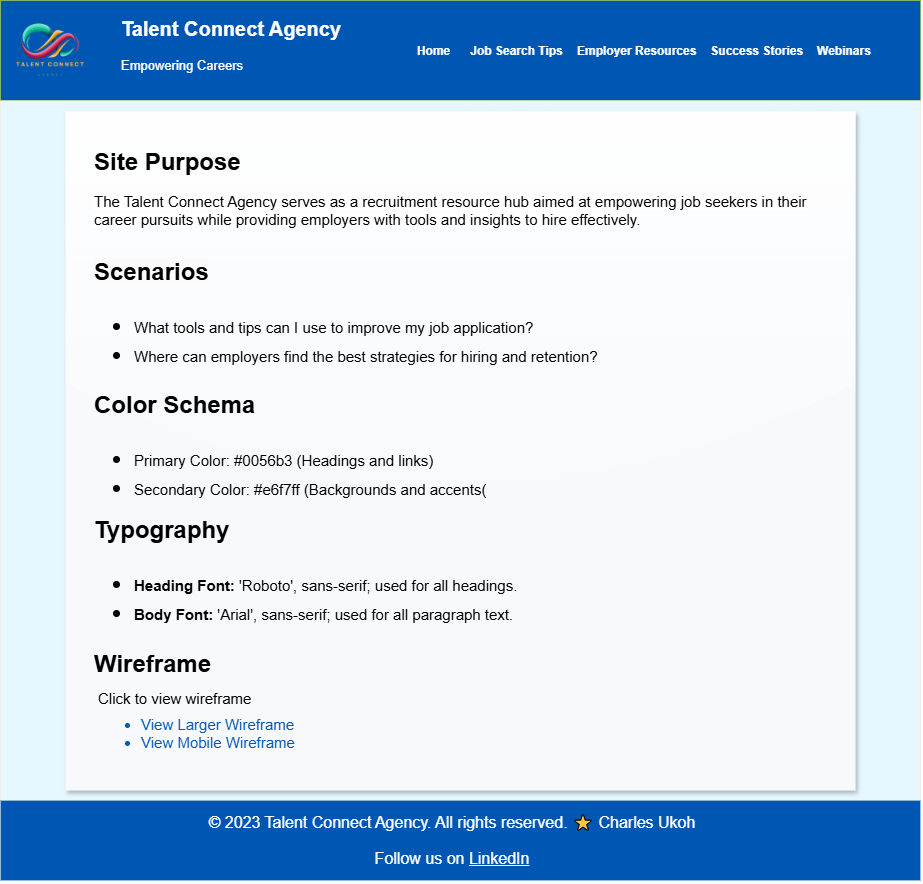 Talent Connect Agency
TALENT CONNECT
Empowering Careers
Home Job Search Tips Employer Resources Success Stories Webinars
Site Purpose
The Talent Connect Agency serves as a recruitment resource hub aimed at empowering job seekers in their
career pursuits while providing employers with tools and insights to hire effectively.
Scenarios
What tools and tips can I use to improve my job application?
Where can employers find the best strategies for hiring and retention?
Color Schema
Primary Color: #0056b3 (Headings and links)
Secondary Color: #e6f7ff (Backgrounds and accents(
Typography
Heading Font: 'Roboto', sans-serif; used for all headings.
Body Font: 'Arial', sans-serif; used for all paragraph text.
Wireframe
Click to view wireframe
View Larger Wireframe
View Mobile Wireframe
© 2023 Talent Connect Agency. All rights reserved. ⭐ Charles Ukoh
Follow us on LinkedIn